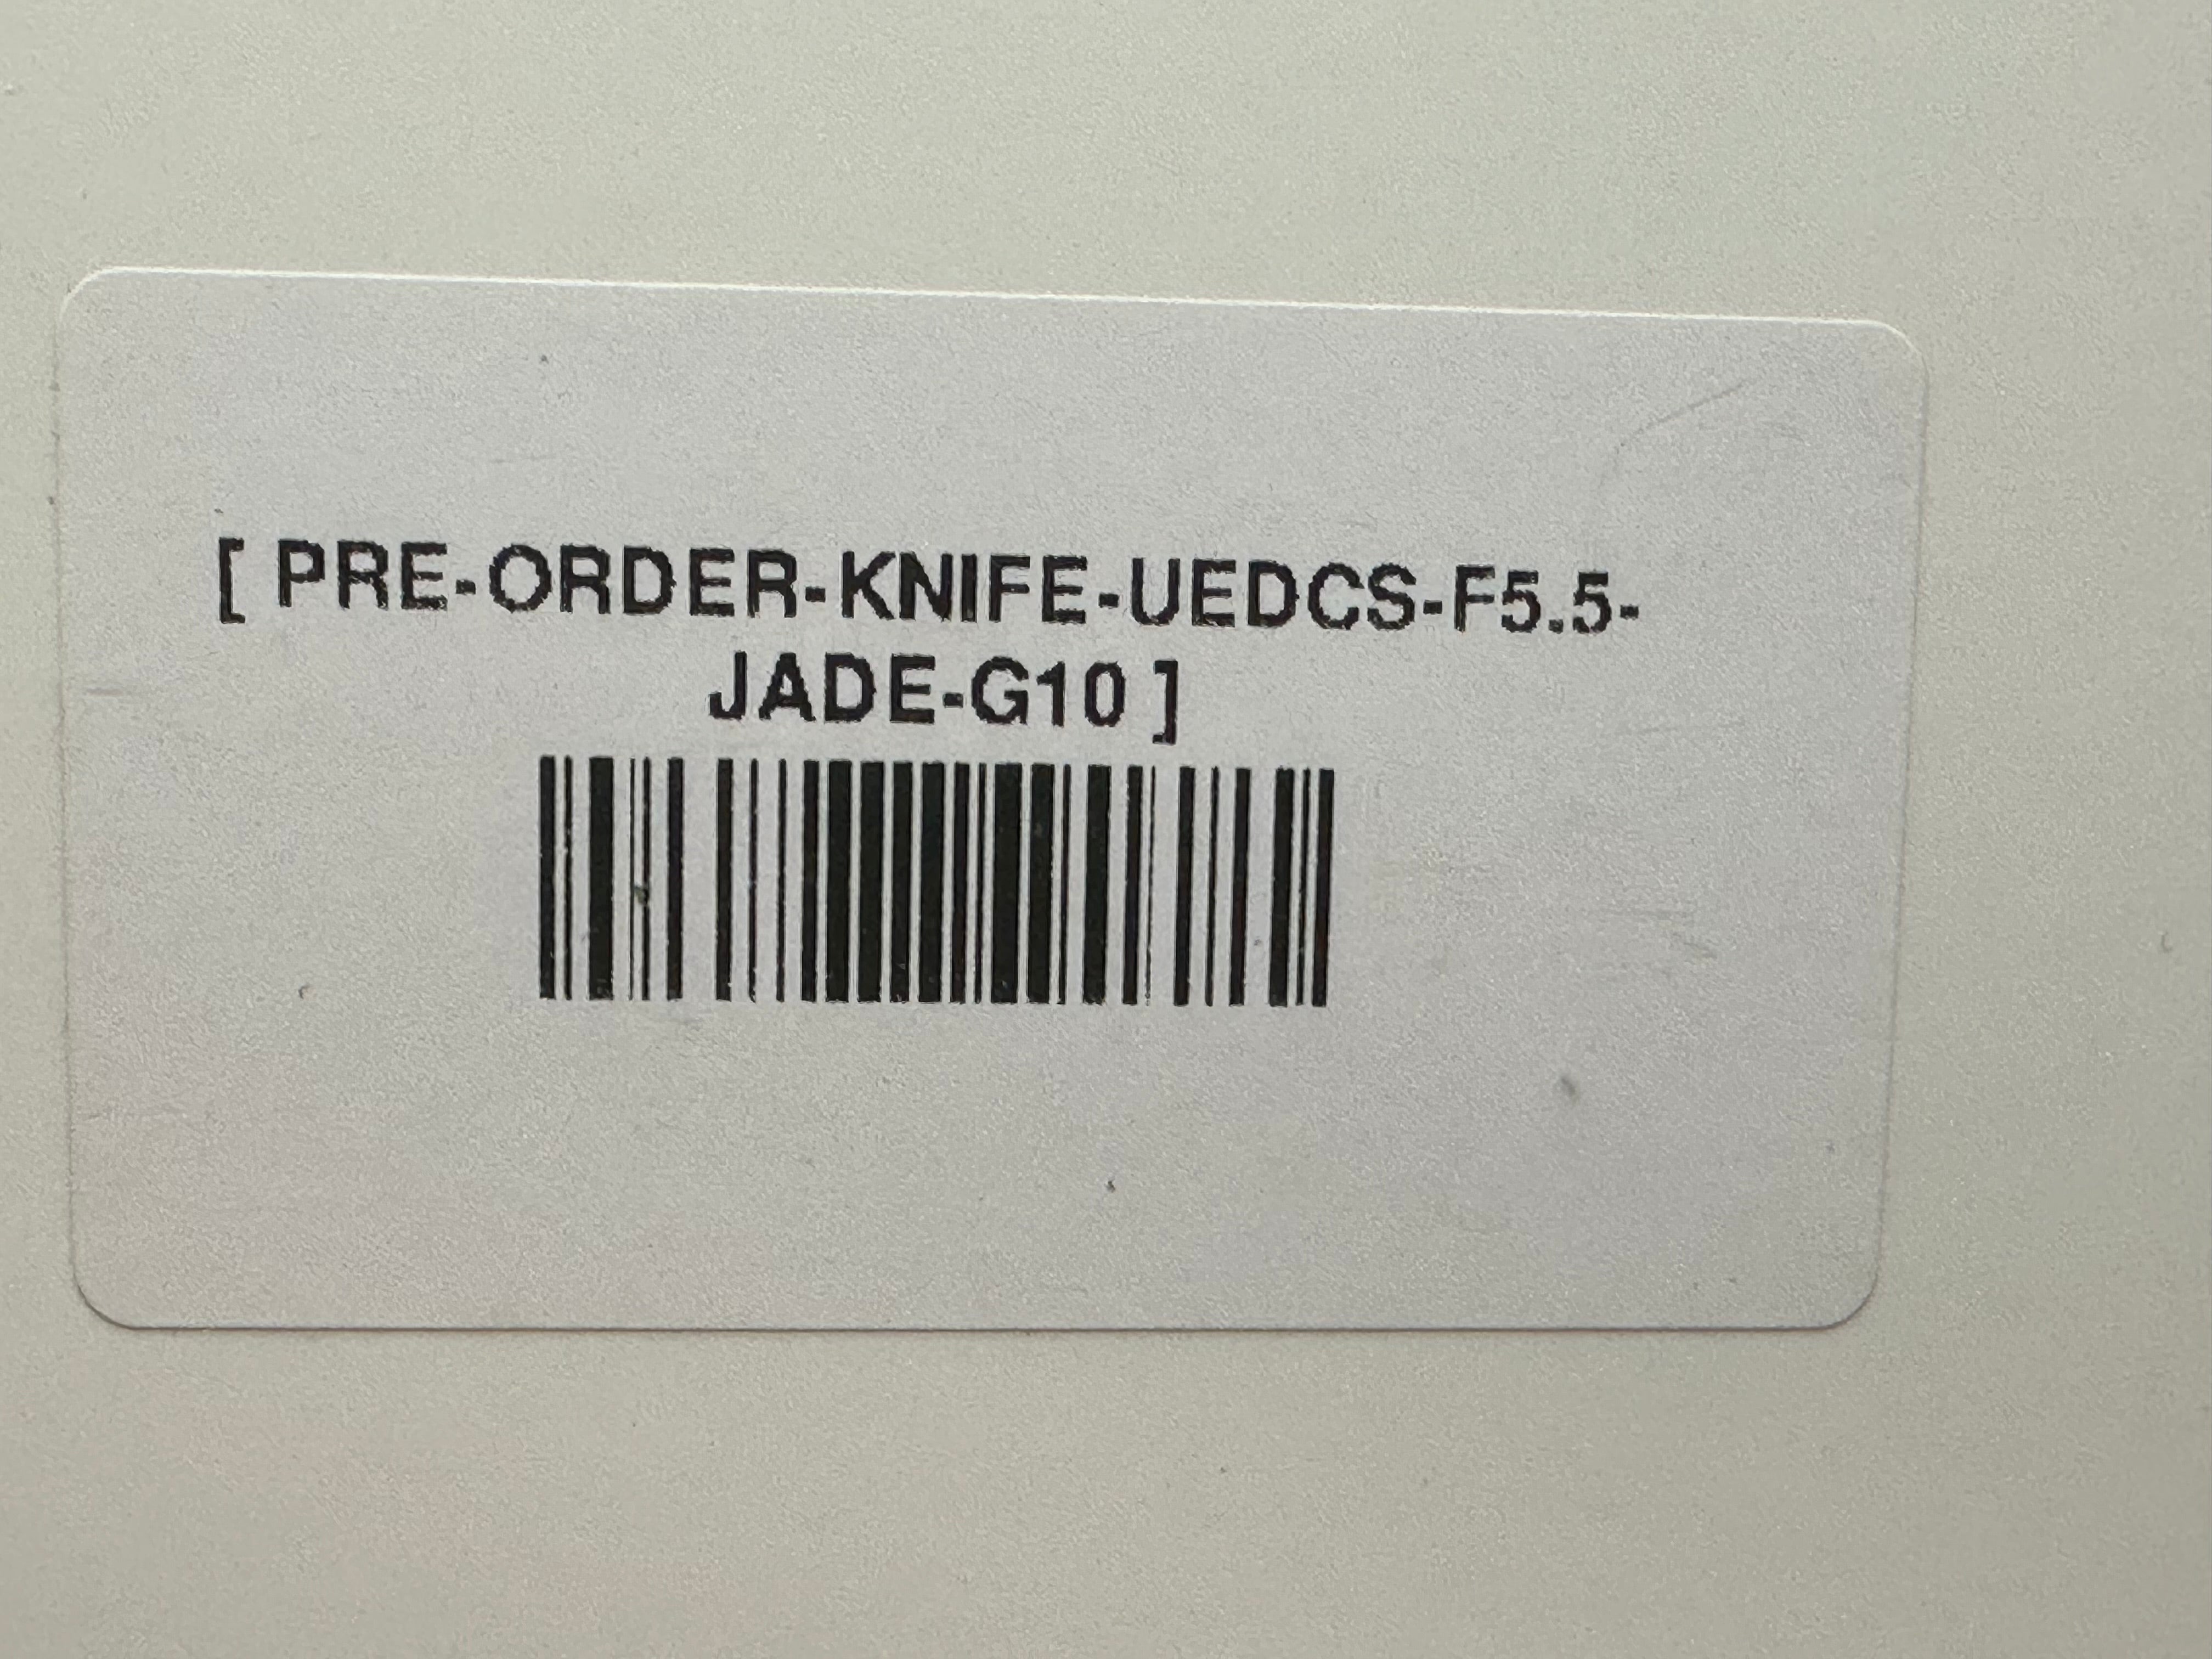 [ PRE-ORDER-KNIFE-UEDCS-F5.5-
JADE-G10 ]